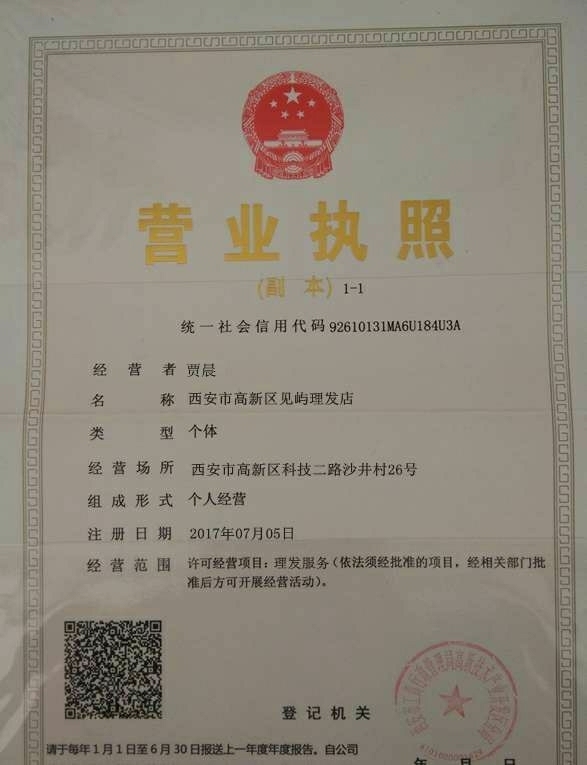 营业执照
(副 本) 1-1
统一社会信用代码 92610131MA6U184U3A
经营者 贾晨
名称 西安市高新区见屿理发店
类型 个体
经营场所 西安市高新区科技二路沙井村26号
组成形式 个人经营
注册日期 2017年07月05日
经营范围 许可经营项目：理发服务（依法须经批准的项目，经相关部门批
准后方可开展经营活动）。
登记机关
年 月 日
请于每年1月1日至6月30日报送上一年度年度报告。自公司